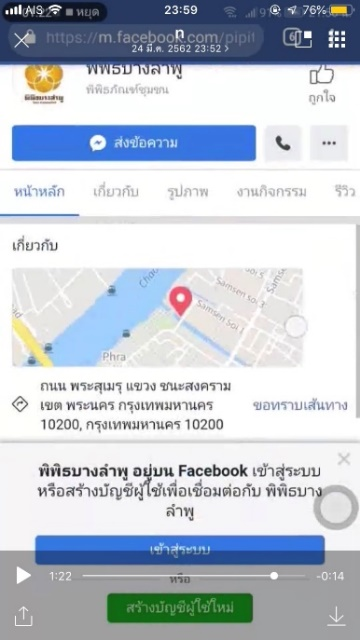 AIS 23:59 76%
https://m.facebook.com/pipit
n
24 มี.ค. 2562 23:52 >
พิพิธบางลำพู
พิพิธภัณฑ์ชุมชน
ถูกใจ
ส่งข้อความ
หน้าหลัก เกี่ยวกับ รูปภาพ งานกิจกรรม รีวิว
เกี่ยวกับ
Samsen Soi
Samsen Soi
Phra
ถนน พระสุเมรุ แขวง ชนะสงคราม
เขต พระนคร กรุงเทพมหานคร
10200, กรุงเทพมหานคร 10200
ขอทราบเส้นทาง
พิพิธบางลำพู อยู่บน Facebook เข้าสู่ระบบ
หรือสร้างบัญชีผู้ใช้เพื่อเชื่อมต่อกับ พิพิธบาง
ลำพู
เข้าสู่ระบบ
1:22 -0:14
หรือ
สร้างบัญชีผู้ใช้ใหม่